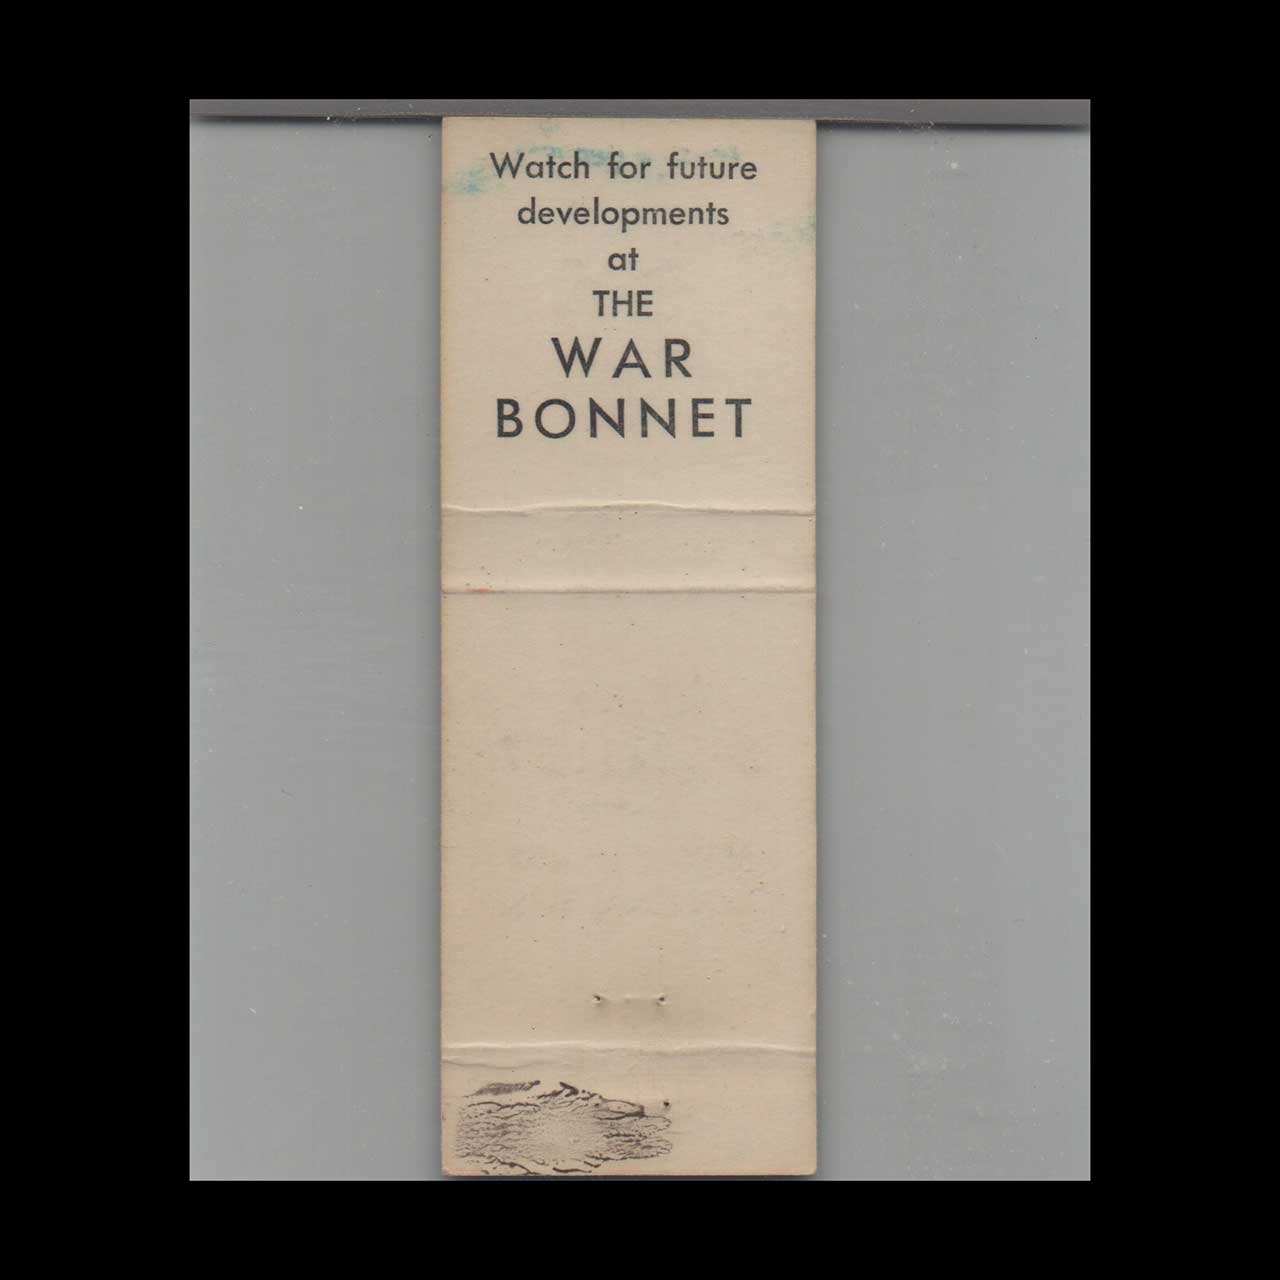 Watch for future
developments
at
THE
WAR
BONNET